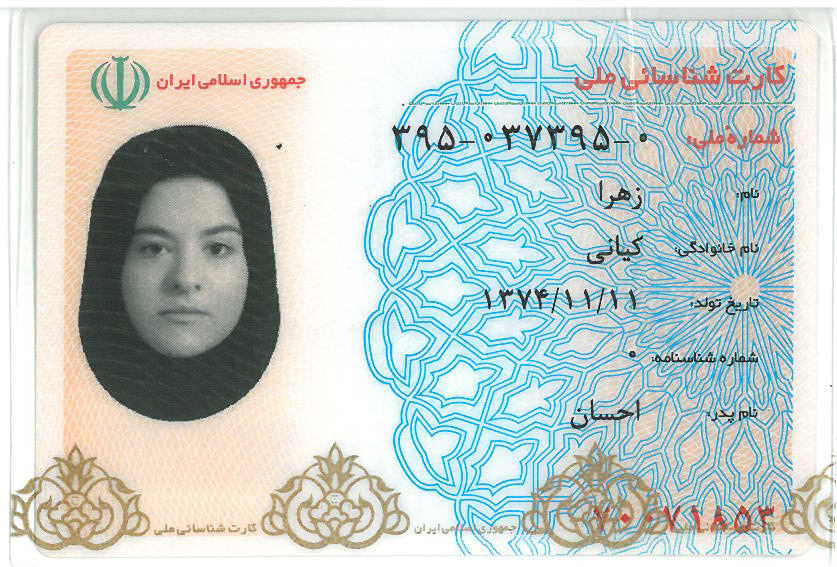 جمهوری اسلامی ایران
کارت شناسائی ملی
شماره ملی: ۳۹۵-۰۳۷۳۹۵-۰
نام: زهرا
نام خانوادگی: کیانی
تاریخ تولد: ۱۳۷۴/۱۱/۱۱
شماره شناسنامه: ۰
نام پدر: احسان
۷۰۰۷۱۸۵۳
کارت شناسائی ملی
جمهوری اسلامی ایران